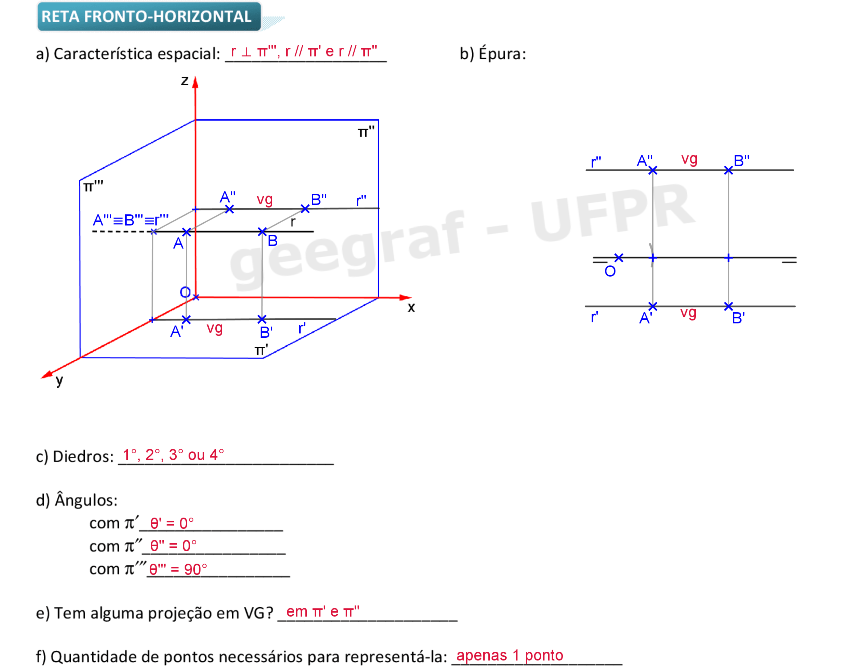 RETA FRONTO-HORIZONTAL
a) Característica espacial: r ⊥ π''', r // π' e r // π''
b) Épura:
z
π''
π'''
A'' vg B'' r''
A'''≡B'''≡r'''
r
A B
O
x
A' vg B' r'
π'
y
r'' A'' vg B''
O
r' A' vg B'
geegraf - UFPR
c) Diedros: 1°, 2°, 3° ou 4°
d) Ângulos:
com π′ θ' = 0°
com π″ θ'' = 0°
com π‴ θ''' = 90°
e) Tem alguma projeção em VG? em π' e π''
f) Quantidade de pontos necessários para representá-la: apenas 1 ponto